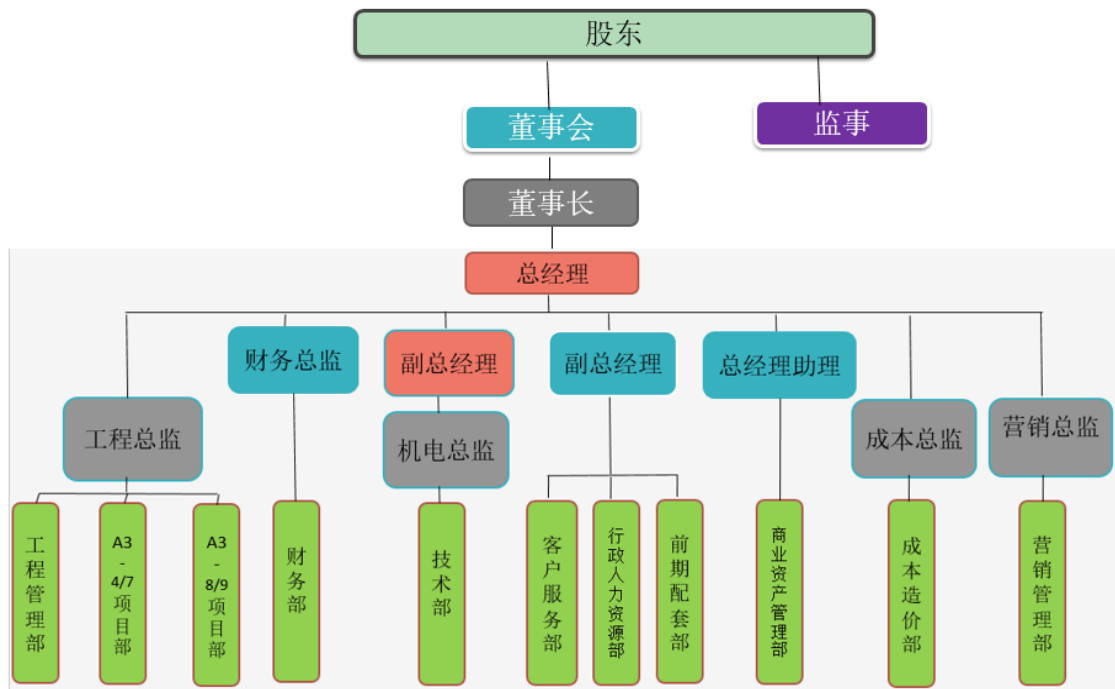 股东
董事会
监事
董事长
总经理
财务总监
副总经理
副总经理
总经理助理
工程总监
机电总监
成本总监
营销总监
工程管理部
A3
-
4/7
项目部
A3
-
8/9
项目部
财务部
技术部
客户服务部
行政人力资源部
前期配套部
商业资产管理部
成本造价部
营销管理部